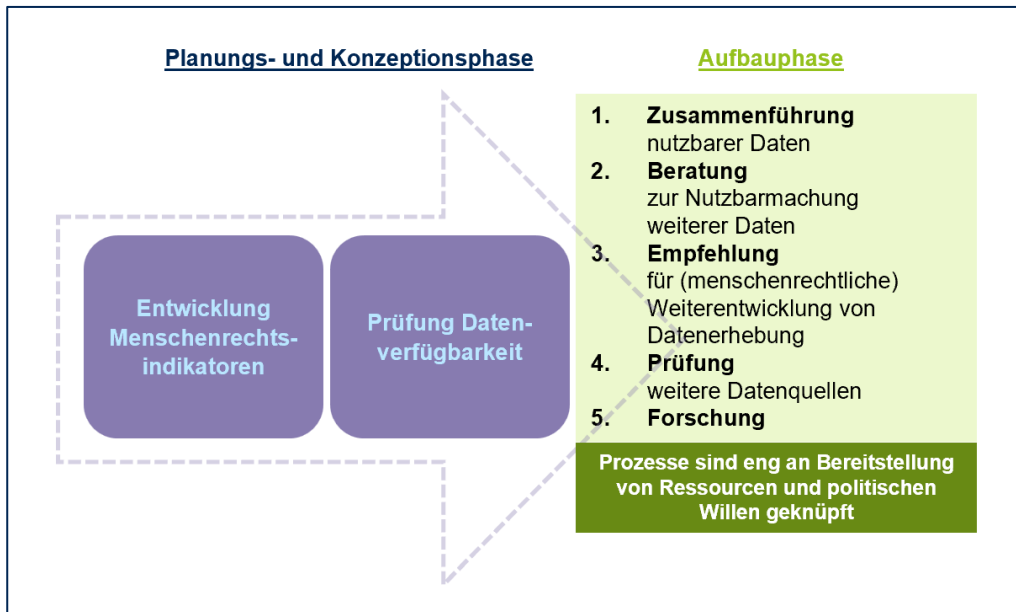 Planungs- und Konzeptionsphase
Entwicklung
Menschenrechts-
indikatoren
Prüfung Daten-
verfügbarkeit
Aufbauphase
1. Zusammenführung
nutzbarer Daten
2. Beratung
zur Nutzbarmachung
weiterer Daten
3. Empfehlung
für (menschenrechtliche)
Weiterentwicklung von
Datenerhebung
4. Prüfung
weitere Datenquellen
5. Forschung
Prozesse sind eng an Bereitstellung
von Ressourcen und politischen
Willen geknüpft